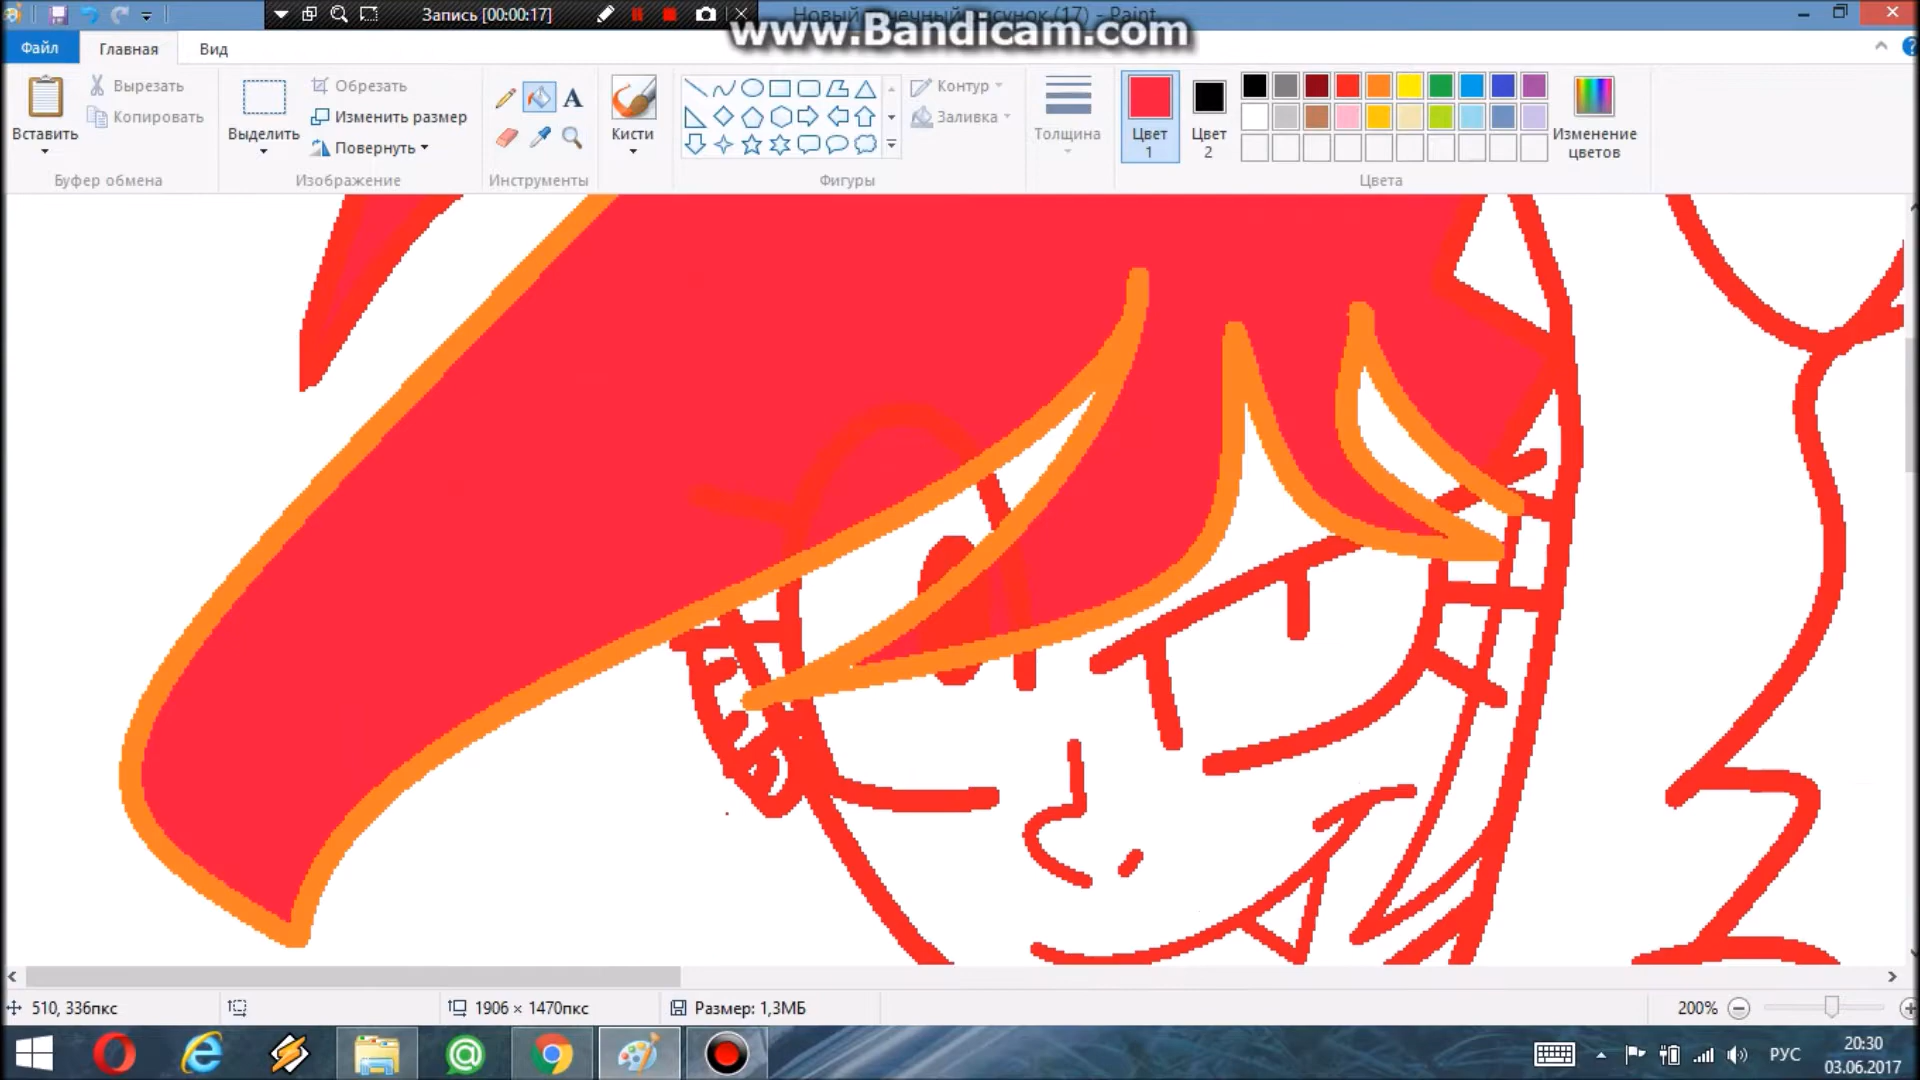 Запись [00:00:17]
www.Bandicam.com
Файл
Главная
Вид
Вставить
Вырезать
Копировать
Буфер обмена
Выделить
Обрезать
Изменить размер
Повернуть
Изображение
A
Инструменты
Кисти
Фигуры
Контур
Заливка
Толщина
Цвет
1
Цвет
2
Изменение
цветов
Цвета
510, 336пкс
1906 × 1470пкс
Размер: 1,3МБ
200%
РУС
20:30
03.06.2017